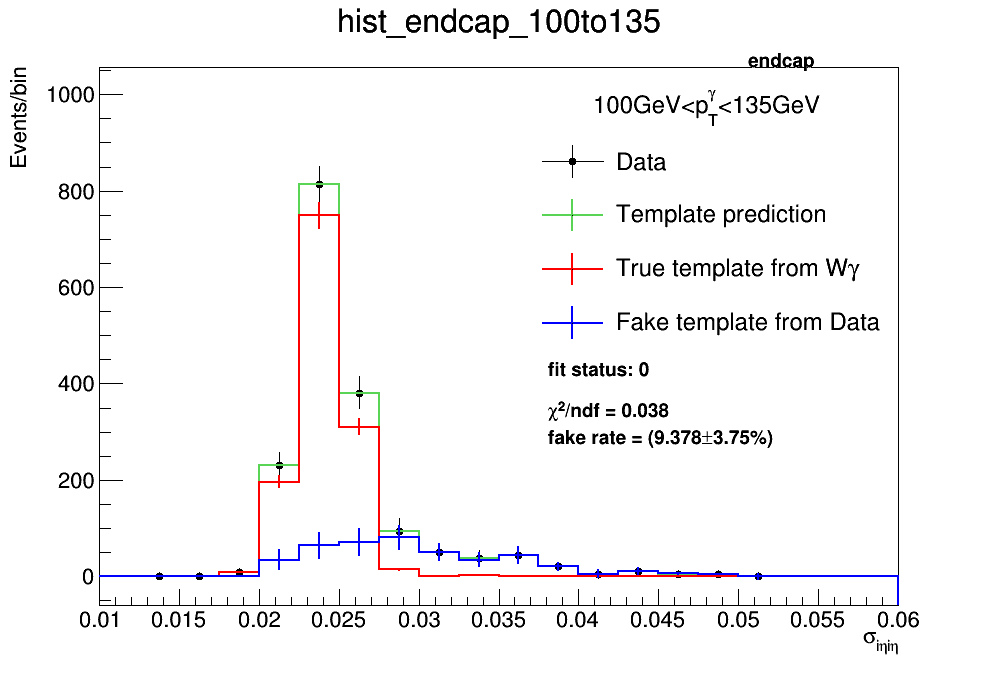 hist_endcap_100to135
endcap
Events/bin
100GeV<p_T^γ<135GeV
Data
Template prediction
True template from Wγ
Fake template from Data
fit status: 0
χ²/ndf = 0.038
fake rate = (9.378±3.75%)
1000
800
600
400
200
0
0.01 0.015 0.02 0.025 0.03 0.035 0.04 0.045 0.05 0.055 0.06
σ_iηiη